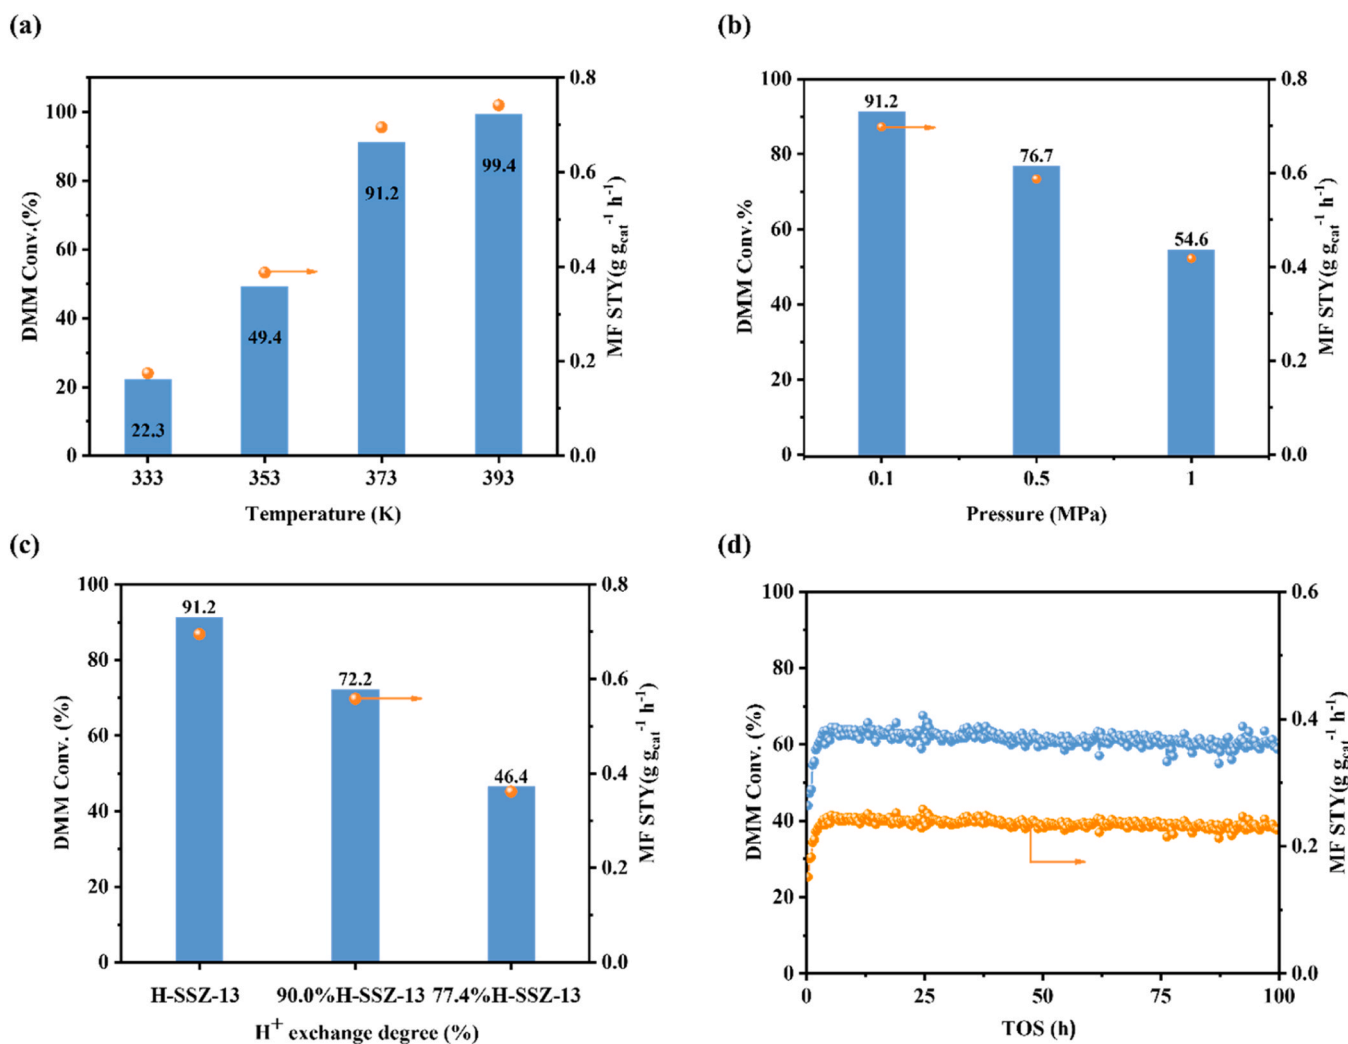 (a)
100
80
60
40
20
0
DMM Conv.(%)
22.3
49.4
91.2
99.4
0.8
0.6
0.4
0.2
0.0
MF STY(g gcat-1 h-1)
333 353 373 393
Temperature (K)
(b)
100
80
60
40
20
0
DMM Conv.%
91.2
76.7
54.6
0.8
0.6
0.4
0.2
0.0
MF STY(g gcat-1 h-1)
0.1 0.5 1
Pressure (MPa)
(c)
100
80
60
40
20
0
DMM Conv. (%)
91.2
72.2
46.4
0.8
0.6
0.4
0.2
0.0
MF STY(g gcat-1 h-1)
H-SSZ-13 90.0%H-SSZ-13 77.4%H-SSZ-13
H+ exchange degree (%)
(d)
100
80
60
40
20
0
DMM Conv. (%)
0.6
0.4
0.2
0.0
MF STY(g gcat-1 h-1)
0 25 50 75 100
TOS (h)